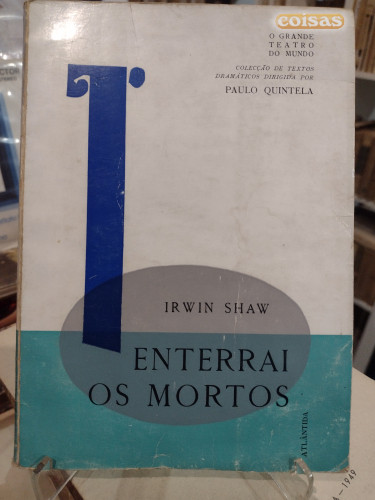 coisas
O GRANDE
TEATRO
DO MUNDO
COLECÇÃO DE TEXTOS
DRAMÁTICOS DIRIGIDA POR
PAULO QUINTELA
T
IRWIN SHAW
ENTERRAI
OS MORTOS
ATLÂNTIDA
– 1949